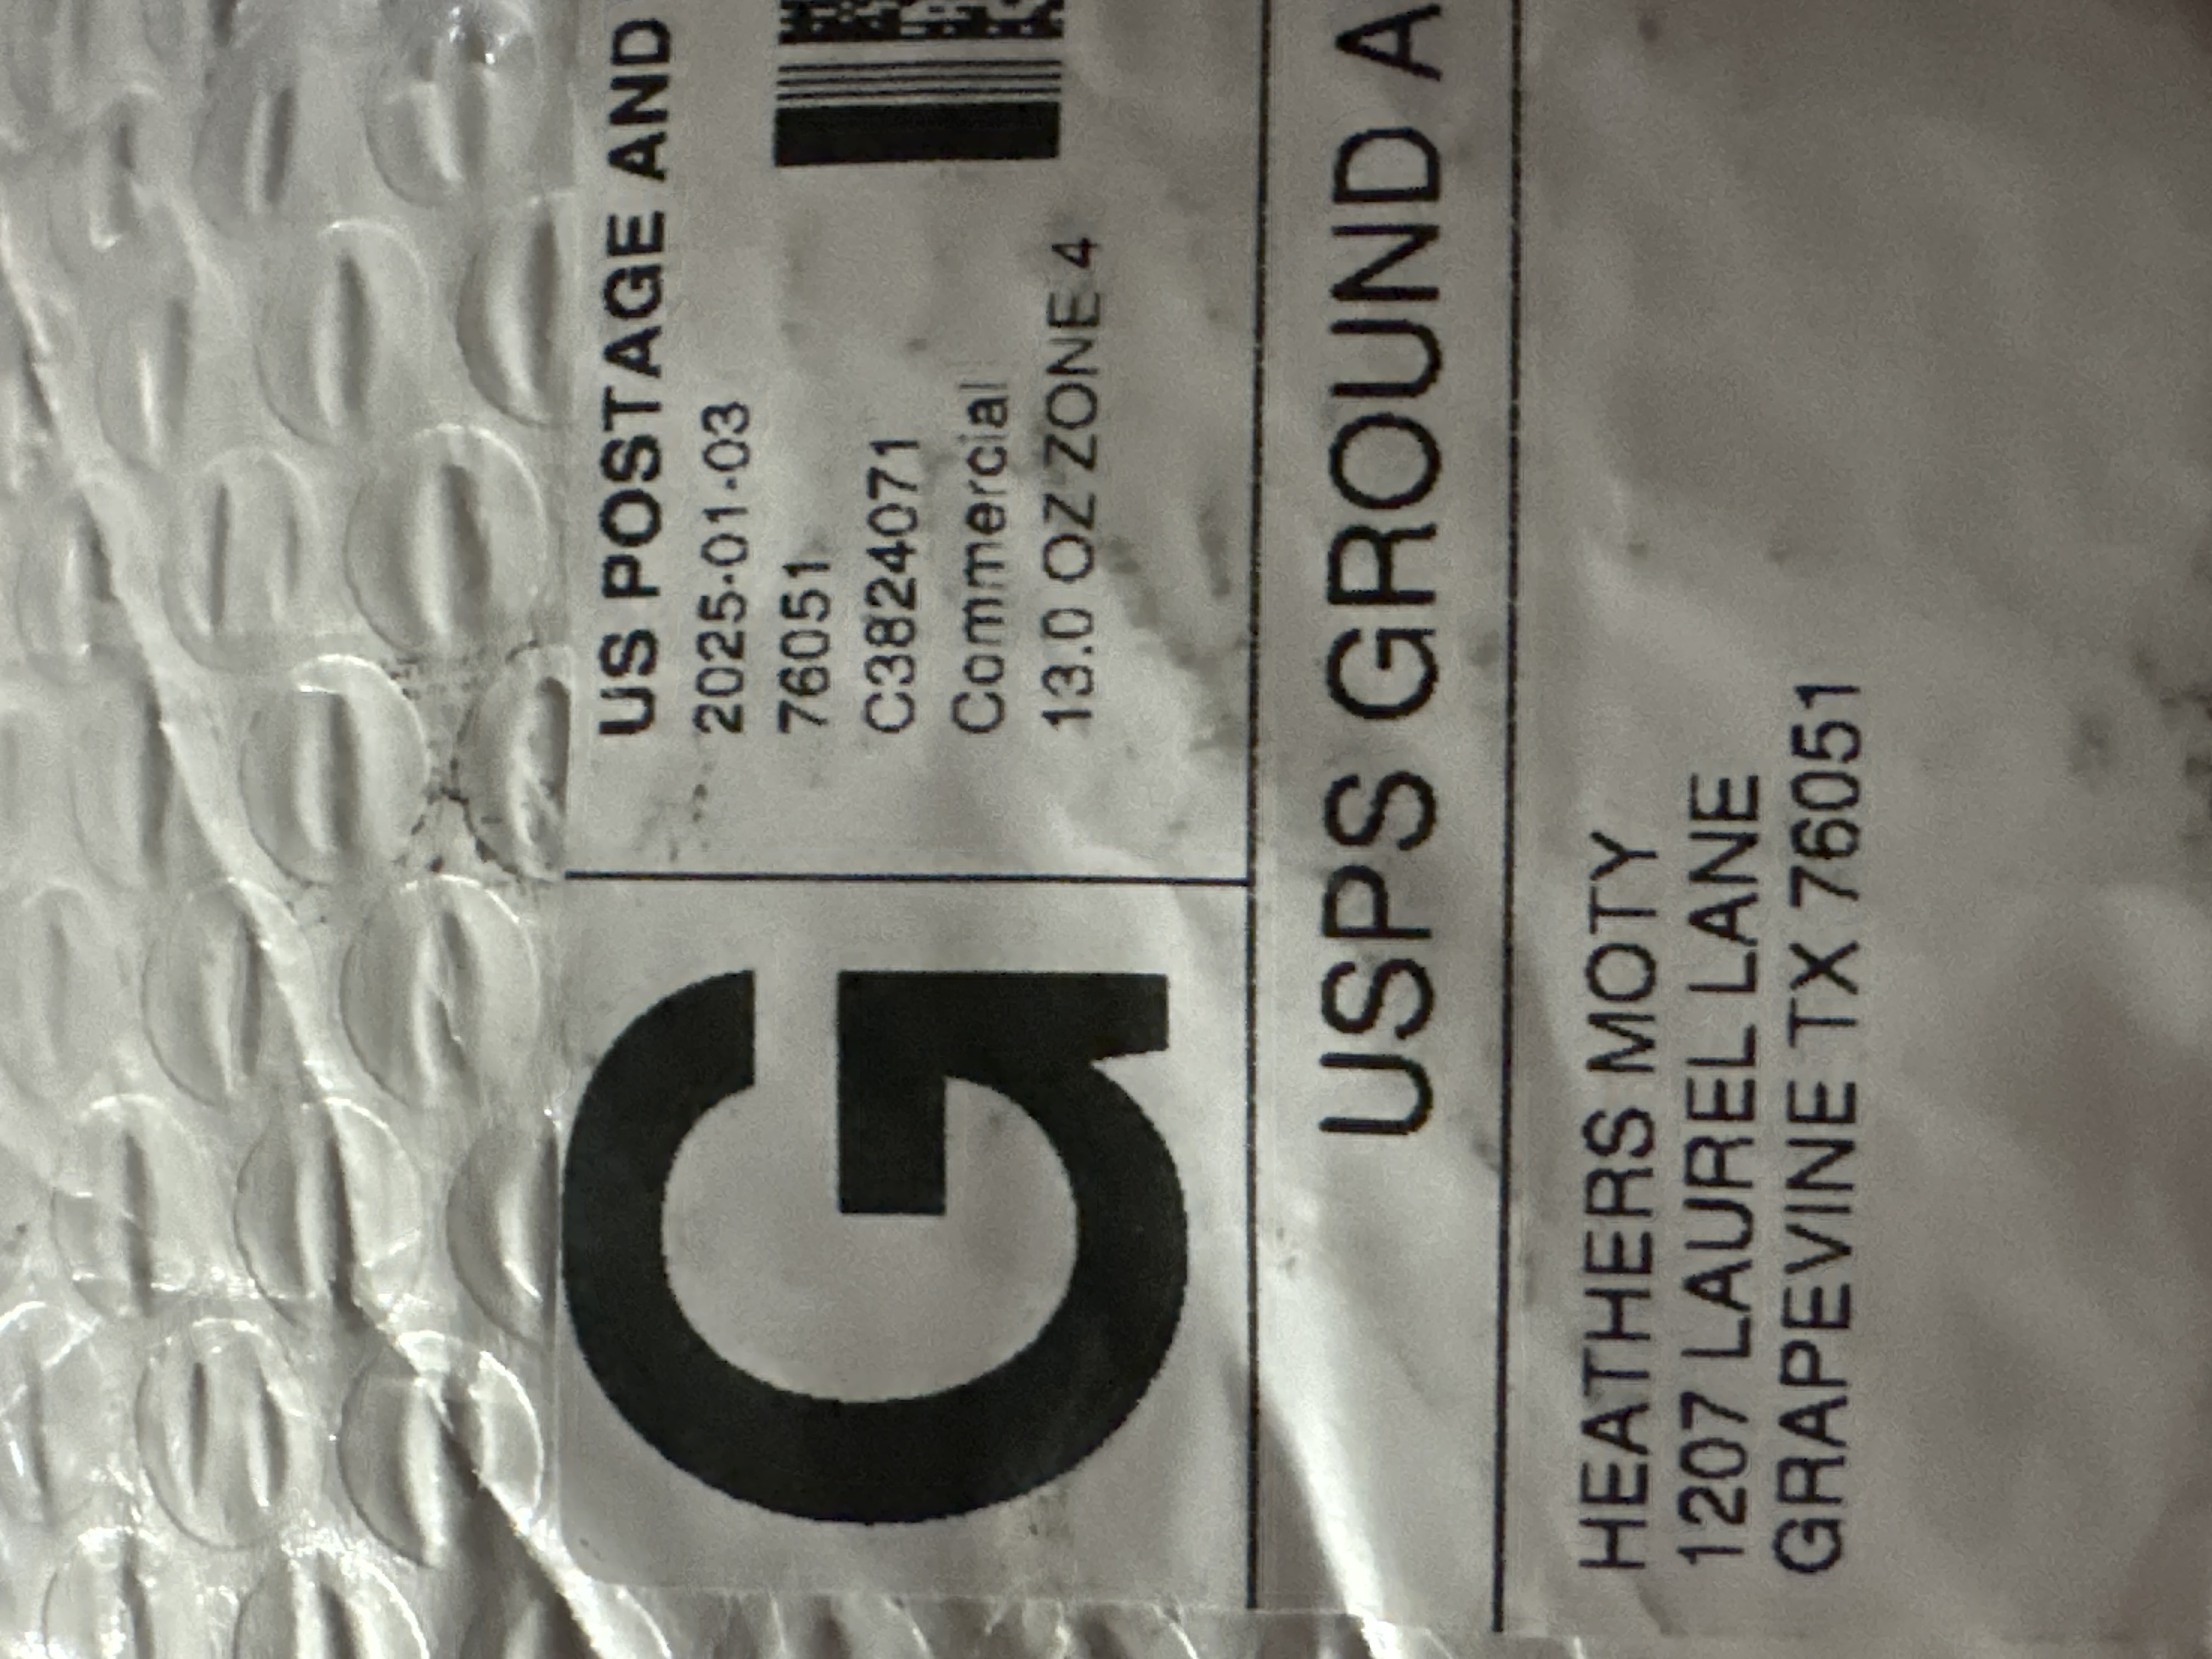 G
US POSTAGE AND
2025-01-03
76051
C3824071
Commercial
13.0 OZ ZONE 4
USPS GROUND A
HEATHERS MOTY
1207 LAUREL LANE
GRAPEVINE TX 76051